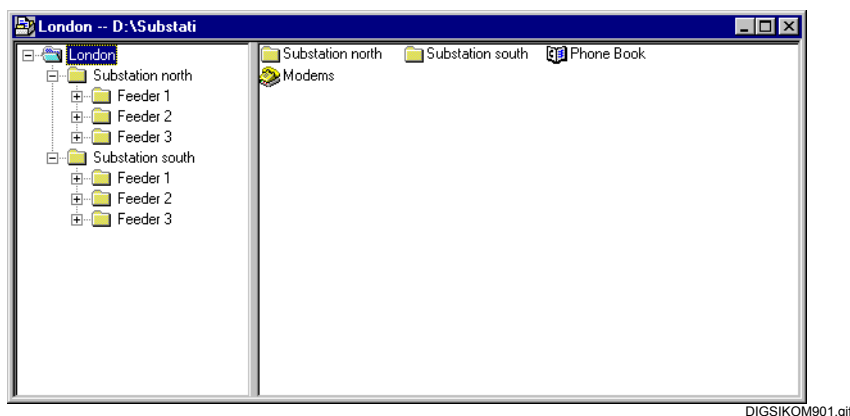 London -- D:\Substati
London
Substation north
Feeder 1
Feeder 2
Feeder 3
Substation south
Feeder 1
Feeder 2
Feeder 3
Substation north Substation south Phone Book
Modems
DIGSIKOM901.gif